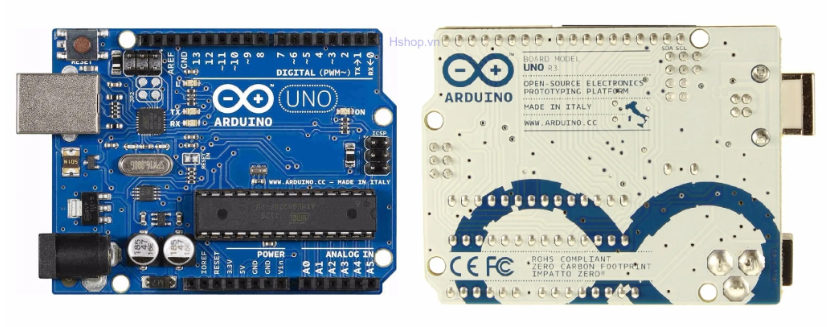 Hshop.vn
RESET
AREF
GND
13
12
~11
~10
~9
8
7
~6
~5
4
~3
2
TX→1
RX←0
DIGITAL (PWM~)
TX
RX
ARDUINO
UNO
ON
ICSP
WWW.ARDUINO.CC - MADE IN ITALY
POWER
ANALOG IN
IOREF
RESET
3.3V
5V
GND
GND
Vin
A0
A1
A2
A3
A4
A5
SDA SCL
BOARD MODEL
UNO R3
ARDUINO
OPEN-SOURCE ELECTRONICS
PROTOTYPING PLATFORM
MADE IN ITALY
WWW.ARDUINO.CC
CE FC
ROHS COMPLIANT
ZERO CARBON FOOTPRINT
IMPATTO ZERO®